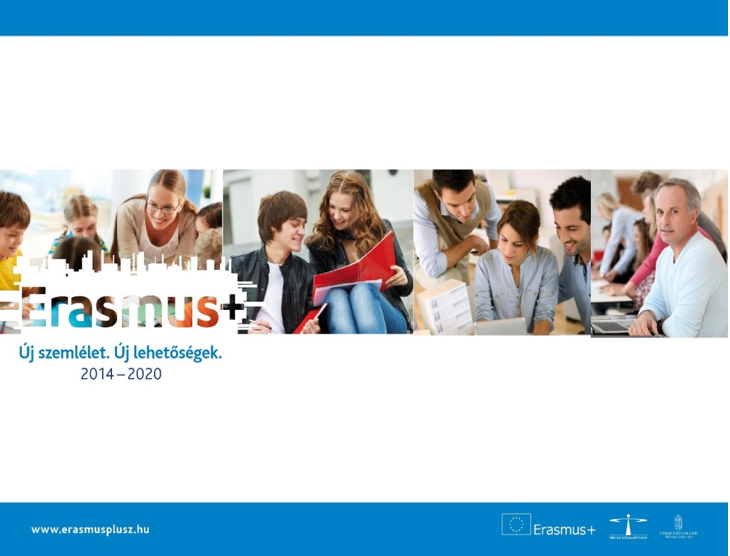 Erasmus+
Új szemlélet. Új lehetőségek.
2014–2020
www.erasmusplusz.hu
Erasmus+